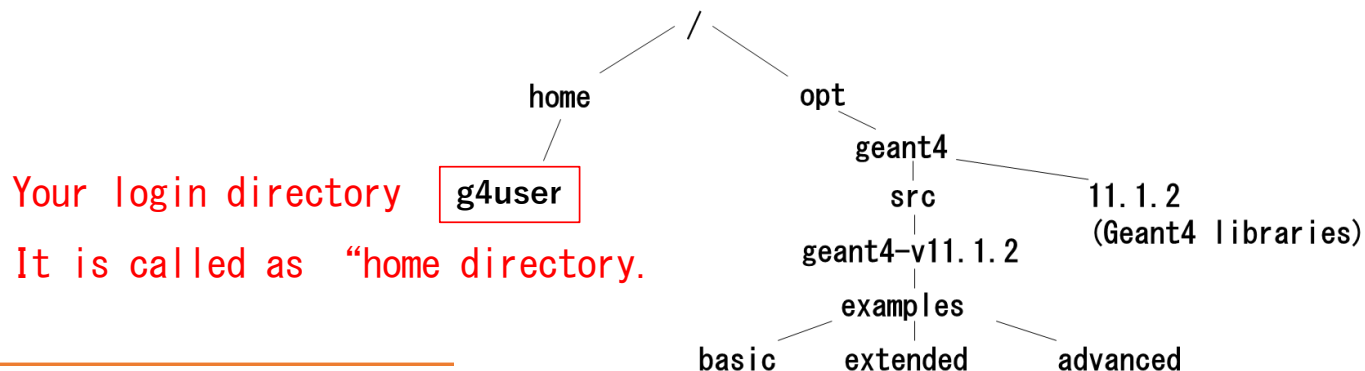 /
home
opt
geant4
Your login directory
g4user
src
11.1.2
(Geant4 libraries)
It is called as “home directory.
geant4-v11.1.2
examples
basic
extended
advanced